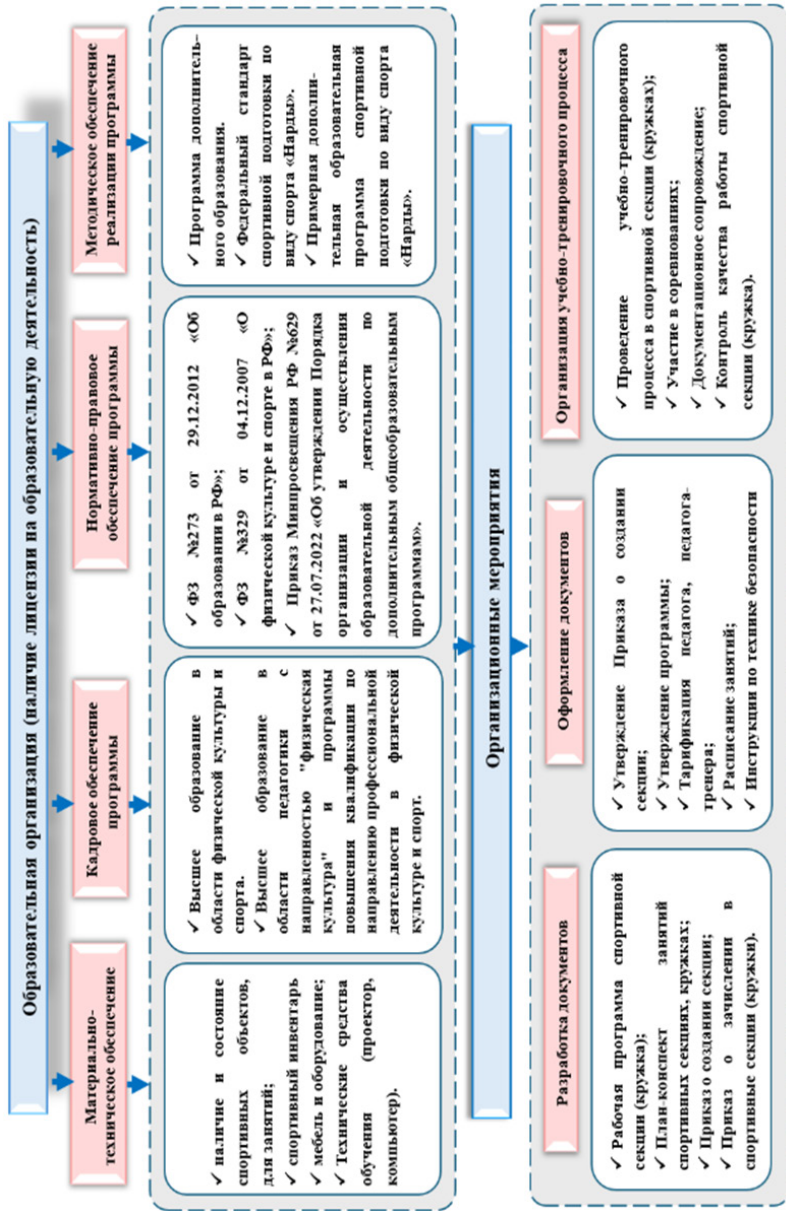 Образовательная организация (наличие лицензии на образовательную деятельность)
Материально-
техническое обеспечение
Кадровое обеспечение
программы
Нормативно-правовое
обеспечение программы
Методическое обеспечение
реализации программы
✓ наличие и состояние
спортивных объектов,
для занятий;
✓ спортивный инвентарь
✓ мебель и оборудование;
✓ Технические средства
обучения (проектор,
компьютер).
✓ Высшее образование в
области физической культуры и
спорта.
✓ Высшее образование в
области педагогики с
направленностью "физическая
культура" и программы
повышения квалификации по
направлению профессиональной
деятельности в физической
культуре и спорт.
✓ ФЗ №273 от 29.12.2012 «Об
образовании в РФ»;
✓ ФЗ №329 от 04.12.2007 «О
физической культуре и спорте в РФ»;
✓ Приказ Минпросвещения РФ №629
от 27.07.2022 «Об утверждении Порядка
организации и осуществления
образовательной деятельности по
дополнительным общеобразовательным
программам».
✓ Программа дополнитель-
ного образования.
✓ Федеральный стандарт
спортивной подготовки по
виду спорта «Нарды».
✓ Примерная дополни-
тельная образовательная
программа спортивной
подготовки по виду спорта
«Нарды».
Организационные мероприятия
Разработка документов
Оформление документов
Организация учебно-тренировочного процесса
✓ Рабочая программа спортивной
секции (кружка);
✓ План-конспект занятий
спортивных секциях, кружках;
✓ Приказ о создании секции;
✓ Приказ о зачислении в
спортивные секции (кружки).
✓ Утверждение Приказа о создании
секции;
✓ Утверждение программы;
✓ Тарификация педагога, педагога-
тренера;
✓ Расписание занятий;
✓ Инструкции по технике безопасности
✓ Проведение учебно-тренировочного
процесса в спортивной секции (кружках);
✓ Участие в соревнованиях;
✓ Документационное сопровождение;
✓ Контроль качества работы спортивной
секции (кружка).